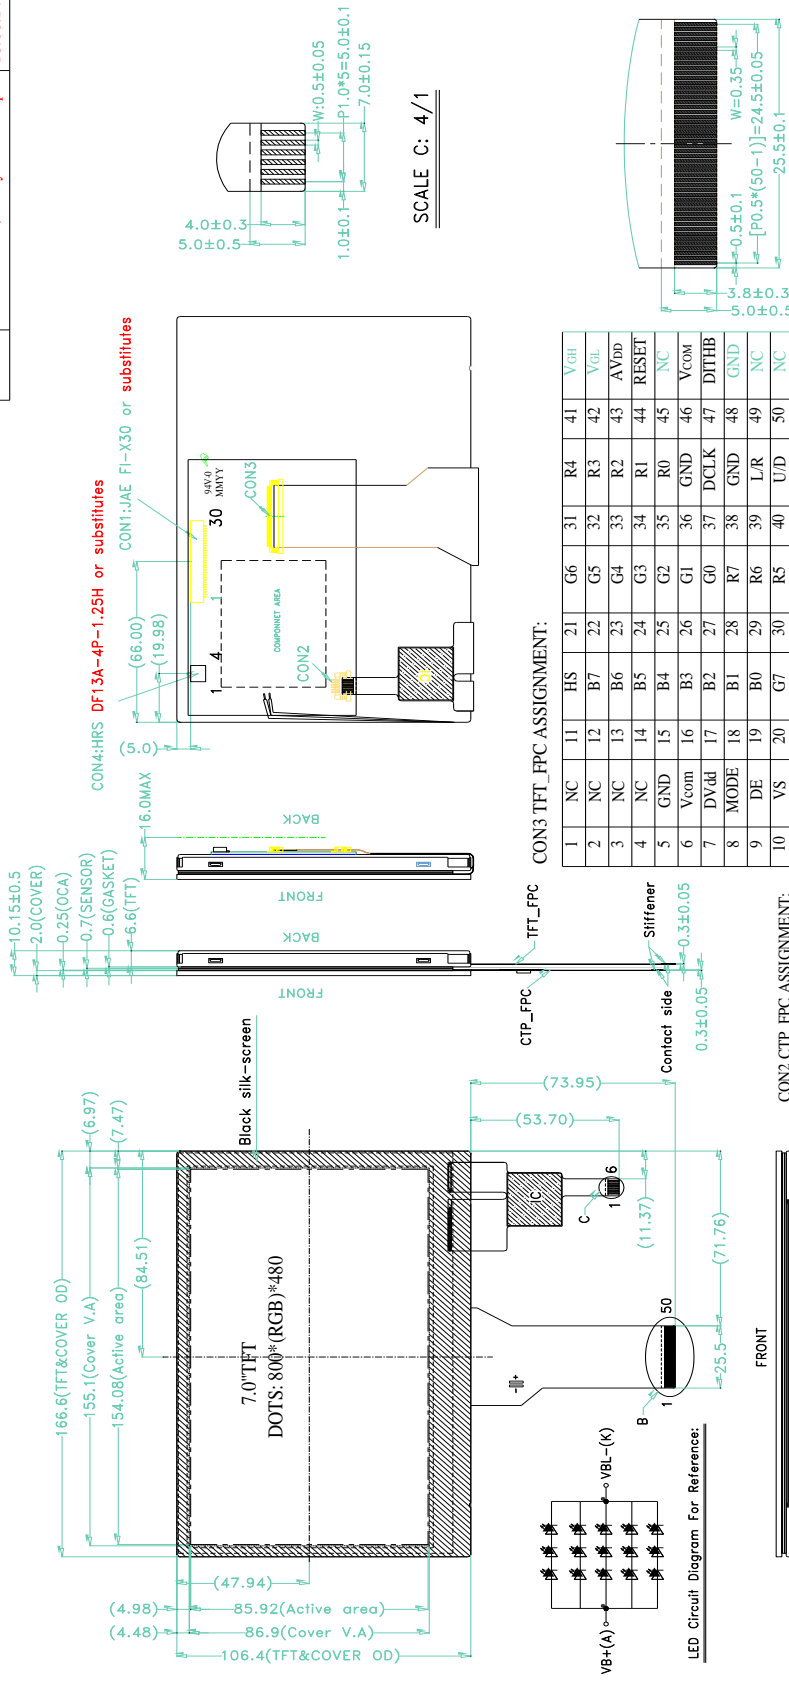 W:0.5±0.05
P1.0*5=5.0±0.1
7.0±0.15
4.0±0.3
5.0±0.5
1.0±0.1
SCALE C: 4/1
W=0.35
0.5±0.1
[P0.5*(50-1)]=24.5±0.05
25.5±0.1
3.8±0.3
5.0±0.5
CON4:HRS DF13A-4P-1.25H or substitutes
CON1:JAE FI-X30 or substitutes
(66.00)
(19.98)
(5.0)
1 4
1 30
94V-0
MMYY
CON3
COMPONNET AREA
CON2
CON3 TFT_FPC ASSIGNMENT:
1 NC 11 HS 21 G6 31 R4 41 VGH
2 NC 12 B7 22 G5 32 R3 42 VGL
3 NC 13 B6 23 G4 33 R2 43 AVDD
4 NC 14 B5 24 G3 34 R1 44 RESET
5 GND 15 B4 25 G2 35 R0 45 NC
6 Vcom 16 B3 26 G1 36 GND 46 VCOM
7 DVdd 17 B2 27 G0 37 DCLK 47 DITHB
8 MODE 18 B1 28 R7 38 GND 48 GND
9 DE 19 B0 29 R6 39 L/R 49 NC
10 VS 20 G7 30 R5 40 U/D 50 NC
16.0MAX
BACK
FRONT
10.15±0.5
2.0(COVER)
0.25(OCA)
0.7(SENSOR)
0.6(GASKET)
6.6(TFT)
BACK
FRONT
TFT_FPC
CTP_FPC
Stiffener
Contact side
0.3±0.05
0.3±0.05
CON2 CTP_FPC ASSIGNMENT:
(6.97)
(7.47)
166.6(TFT&COVER OD)
155.1(Cover V.A)
154.08(Active area)
(84.51)
Black silk-screen
7.0"TFT
DOTS: 800*(RGB)*480
(73.95)
(53.70)
IC
C
1 6
(11.37)
(71.76)
25.5
B
1 50
(47.94)
(4.98)
85.92(Active area)
(4.48)
86.9(Cover V.A)
106.4(TFT&COVER OD)
VB+(A)
VBL-(K)
LED Circuit Diagram For Reference:
FRONT